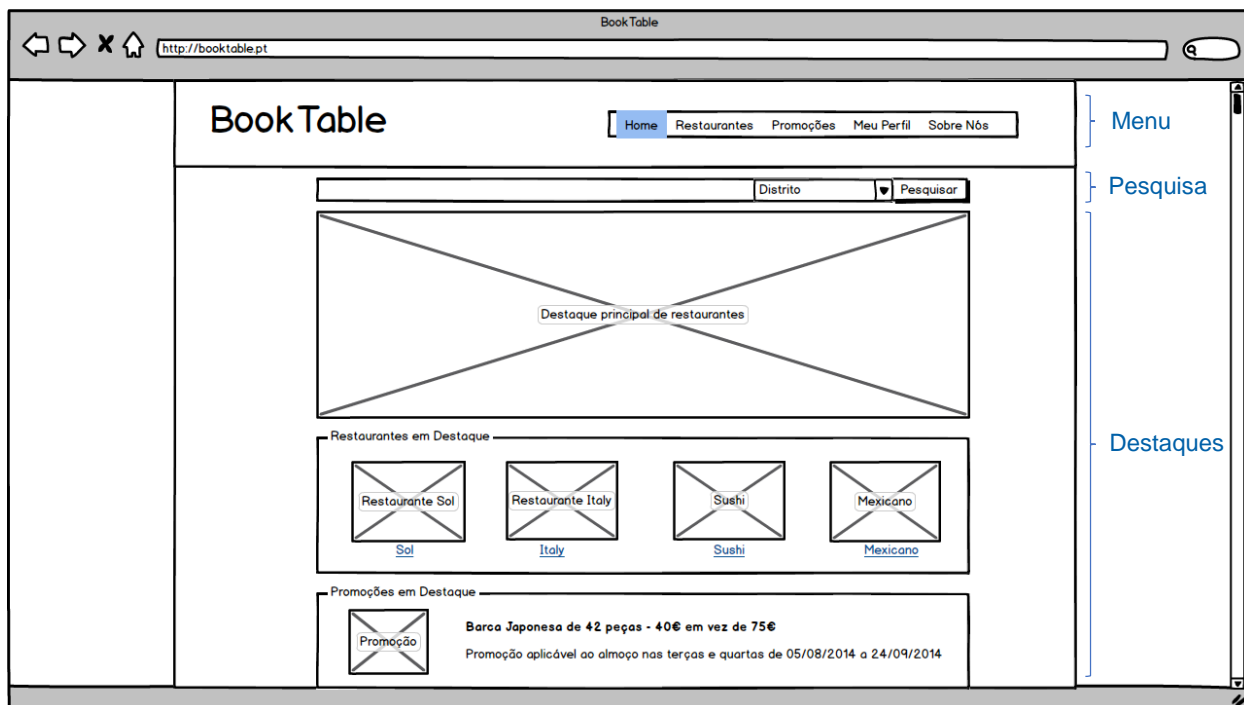 BookTable
http://booktable.pt
BookTable
Home Restaurantes Promoções Meu Perfil Sobre Nós
Menu
Distrito Pesquisar
Pesquisa
Destaque principal de restaurantes
Destaques
Restaurantes em Destaque
Restaurante Sol Restaurante Italy Sushi Mexicano
Sol Italy Sushi Mexicano
Promoções em Destaque
Promoção
Barca Japonesa de 42 peças - 40€ em vez de 75€
Promoção aplicável ao almoço nas terças e quartas de 05/08/2014 a 24/09/2014